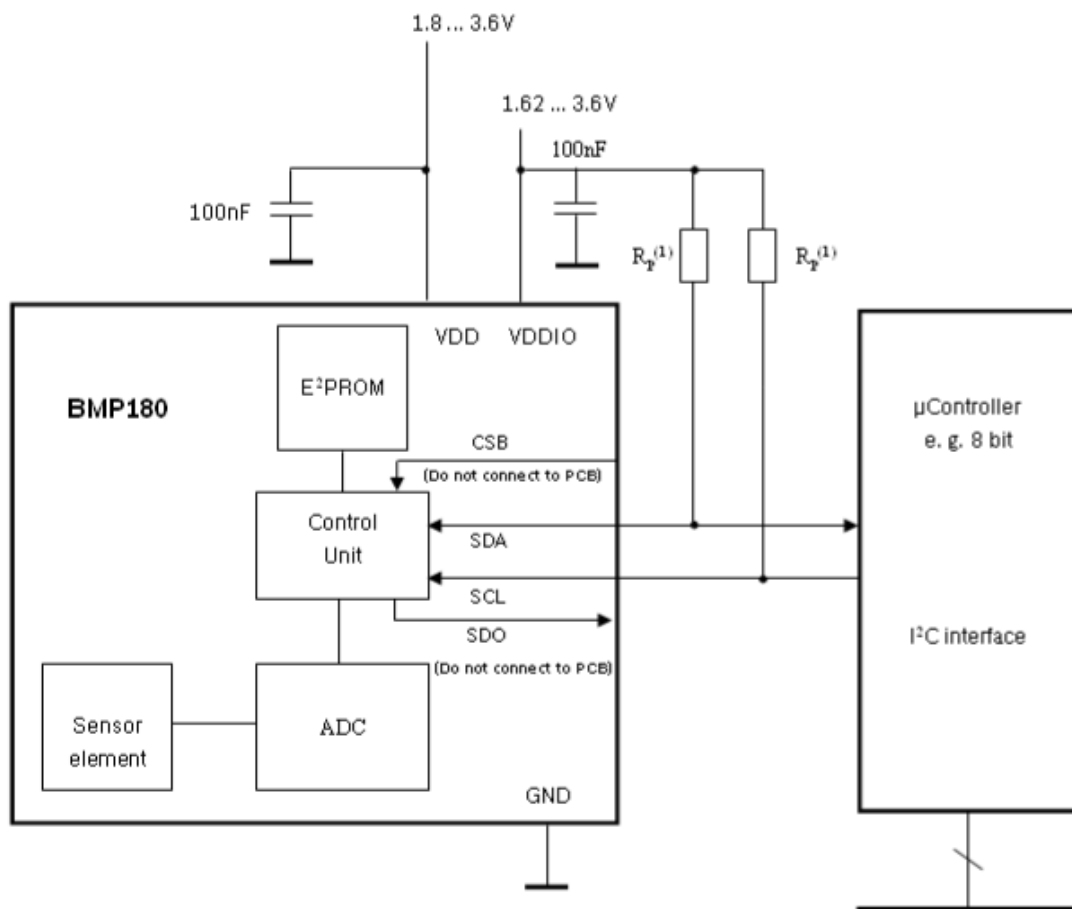 1.8 ... 3.6V
1.62 ... 3.6V
100nF
100nF
Rₚ⁽¹⁾
Rₚ⁽¹⁾
VDD
VDDIO
E²PROM
BMP180
µController
e. g. 8 bit
CSB
(Do not connect to PCB)
Control
Unit
SDA
SCL
SDO
(Do not connect to PCB)
I²C interface
Sensor
element
ADC
GND